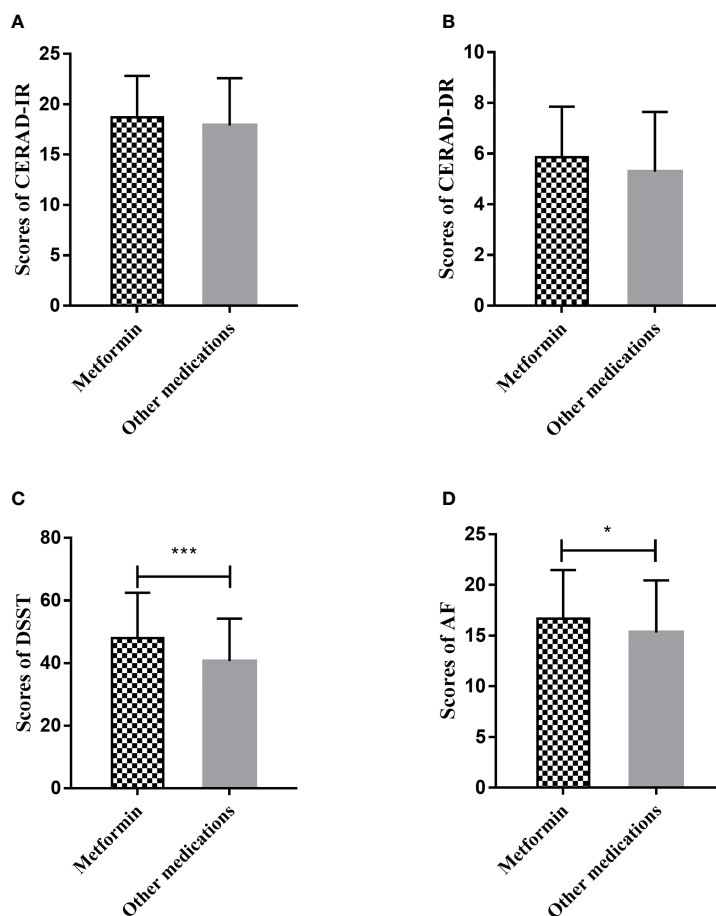 A
Scores of CERAD-IR
25
20
15
10
5
0
Metformin
Other medications
B
Scores of CERAD-DR
10
8
6
4
2
0
Metformin
Other medications
C
Scores of DSST
80
60
40
20
0
***
Metformin
Other medications
D
Scores of AF
25
20
15
10
5
0
*
Metformin
Other medications